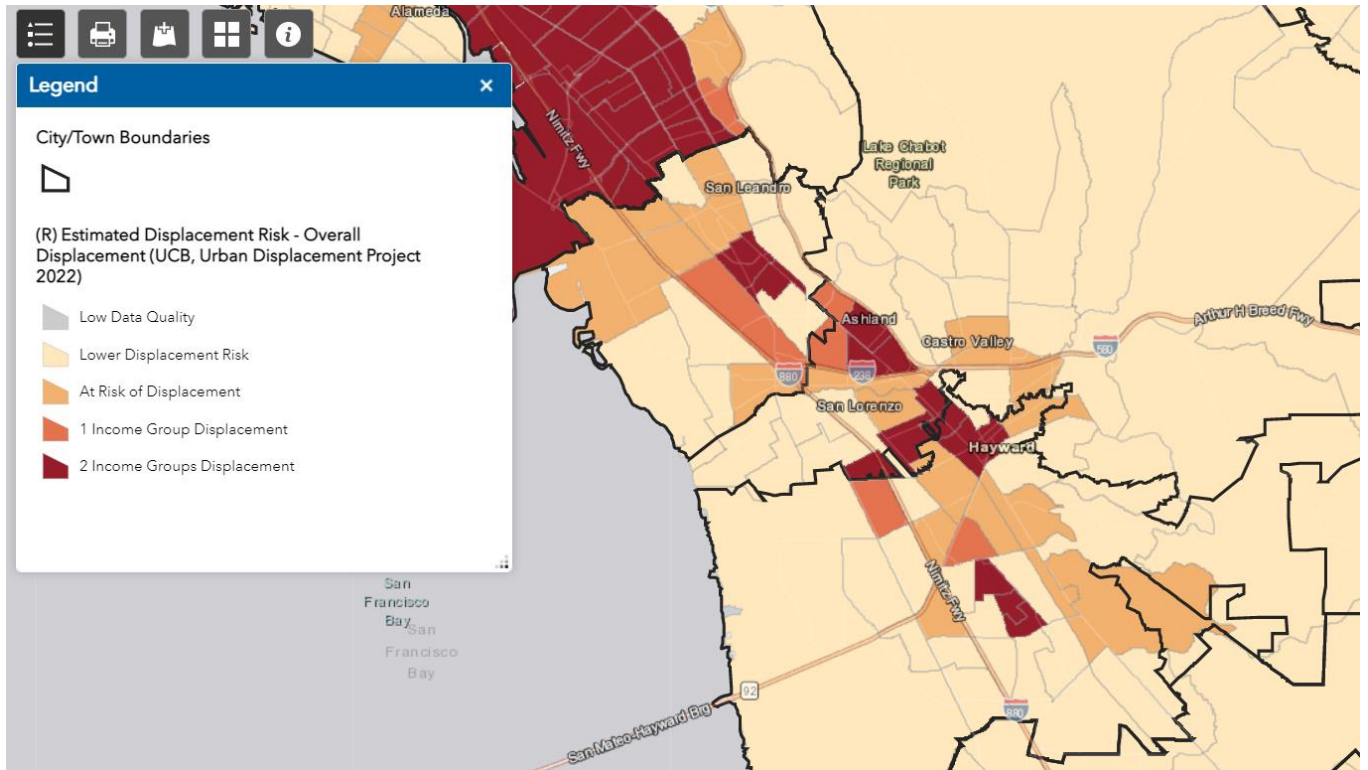 Legend
×
City/Town Boundaries
(R) Estimated Displacement Risk - Overall
Displacement (UCB, Urban Displacement Project
2022)
Low Data Quality
Lower Displacement Risk
At Risk of Displacement
1 Income Group Displacement
2 Income Groups Displacement
Alameda
Nimitz Fwy
Lake Chabot
Regional
Park
San Leandro
Ashland
Castro Valley
Arthur H Breed Fwy
580
880
238
San Lorenzo
Hayward
Nimitz Fwy
San
Francisco
Bay
San
Francisco
Bay
92
880
San Mateo-Hayward Brg